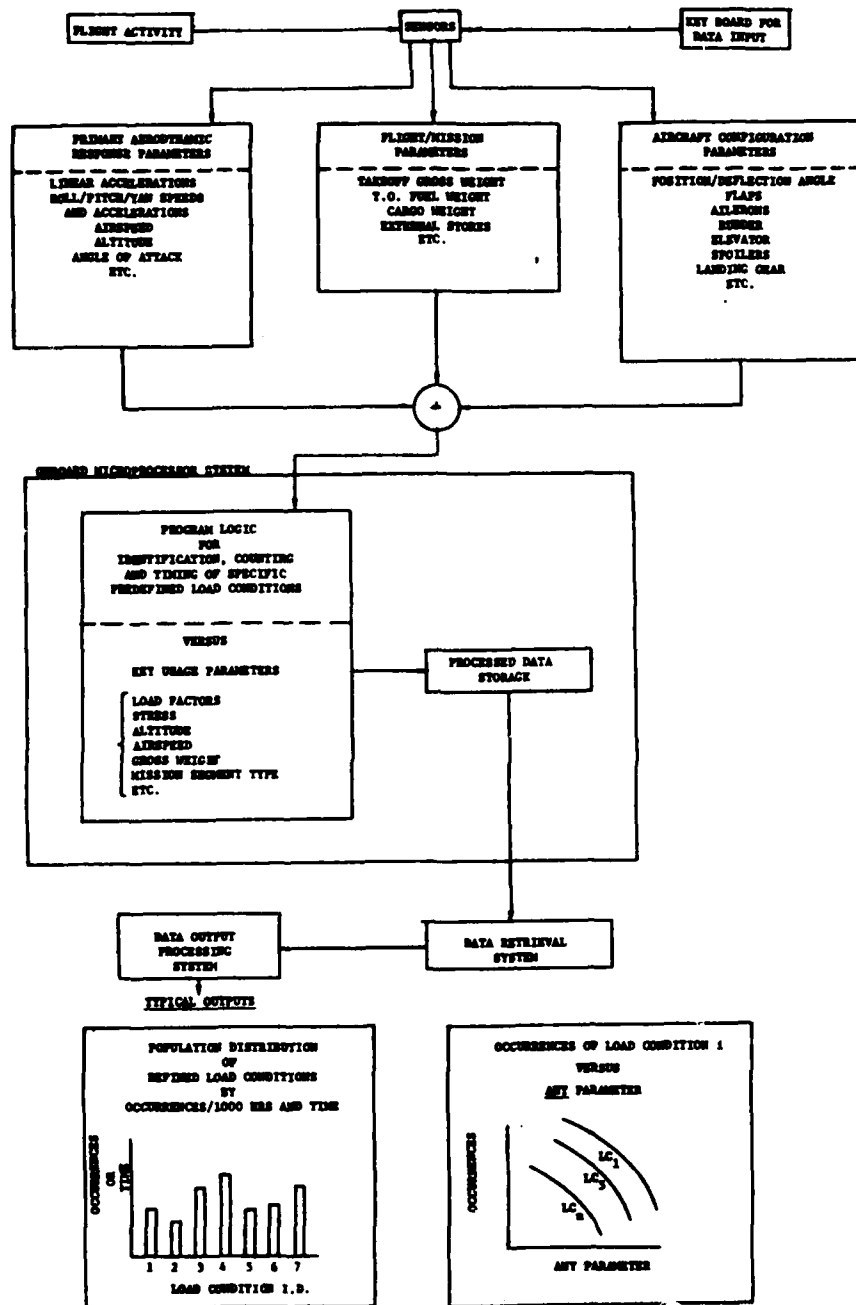 FLIGHT ACTIVITY
SENSORS
KEY BOARD FOR
DATA INPUT
PRIMARY AERODYNAMIC
RESPONSE PARAMETERS
LINEAR ACCELERATIONS
ROLL/PITCH/YAW SPEEDS
AND ACCELERATIONS
AIRSPEED
ALTITUDE
ANGLE OF ATTACK
ETC.
FLIGHT/MISSION
PARAMETERS
TAKEOFF GROSS WEIGHT
T.O. FUEL WEIGHT
CARGO WEIGHT
EXTERNAL STORES
ETC.
AIRCRAFT CONFIGURATION
PARAMETERS
POSITION/DEFLECTION ANGLE
FLAPS
AILERONS
RUDDER
ELEVATOR
SPOILERS
LANDING GEAR
ETC.
+
ONBOARD MICROPROCESSOR SYSTEM
PROGRAM LOGIC
FOR
IDENTIFICATION, COUNTING
AND TIMING OF SPECIFIC
PREDEFINED LOAD CONDITIONS
VERSUS
KEY USAGE PARAMETERS
LOAD FACTORS
STRESS
ALTITUDE
AIRSPEED
GROSS WEIGHT
MISSION SEGMENT TYPE
ETC.
PROCESSED DATA
STORAGE
DATA OUTPUT
PROCESSING
SYSTEM
DATA RETRIEVAL
SYSTEM
TYPICAL OUTPUTS
POPULATION DISTRIBUTION
OF
DEFINED LOAD CONDITIONS
BY
OCCURRENCES/1000 HRS AND TIME
OCCURRENCES
OR
TIME
1 2 3 4 5 6 7
LOAD CONDITION I.D.
OCCURRENCES OF LOAD CONDITION i
VERSUS
ANY PARAMETER
OCCURRENCES
LC1
LC3
LCn
ANY PARAMETER